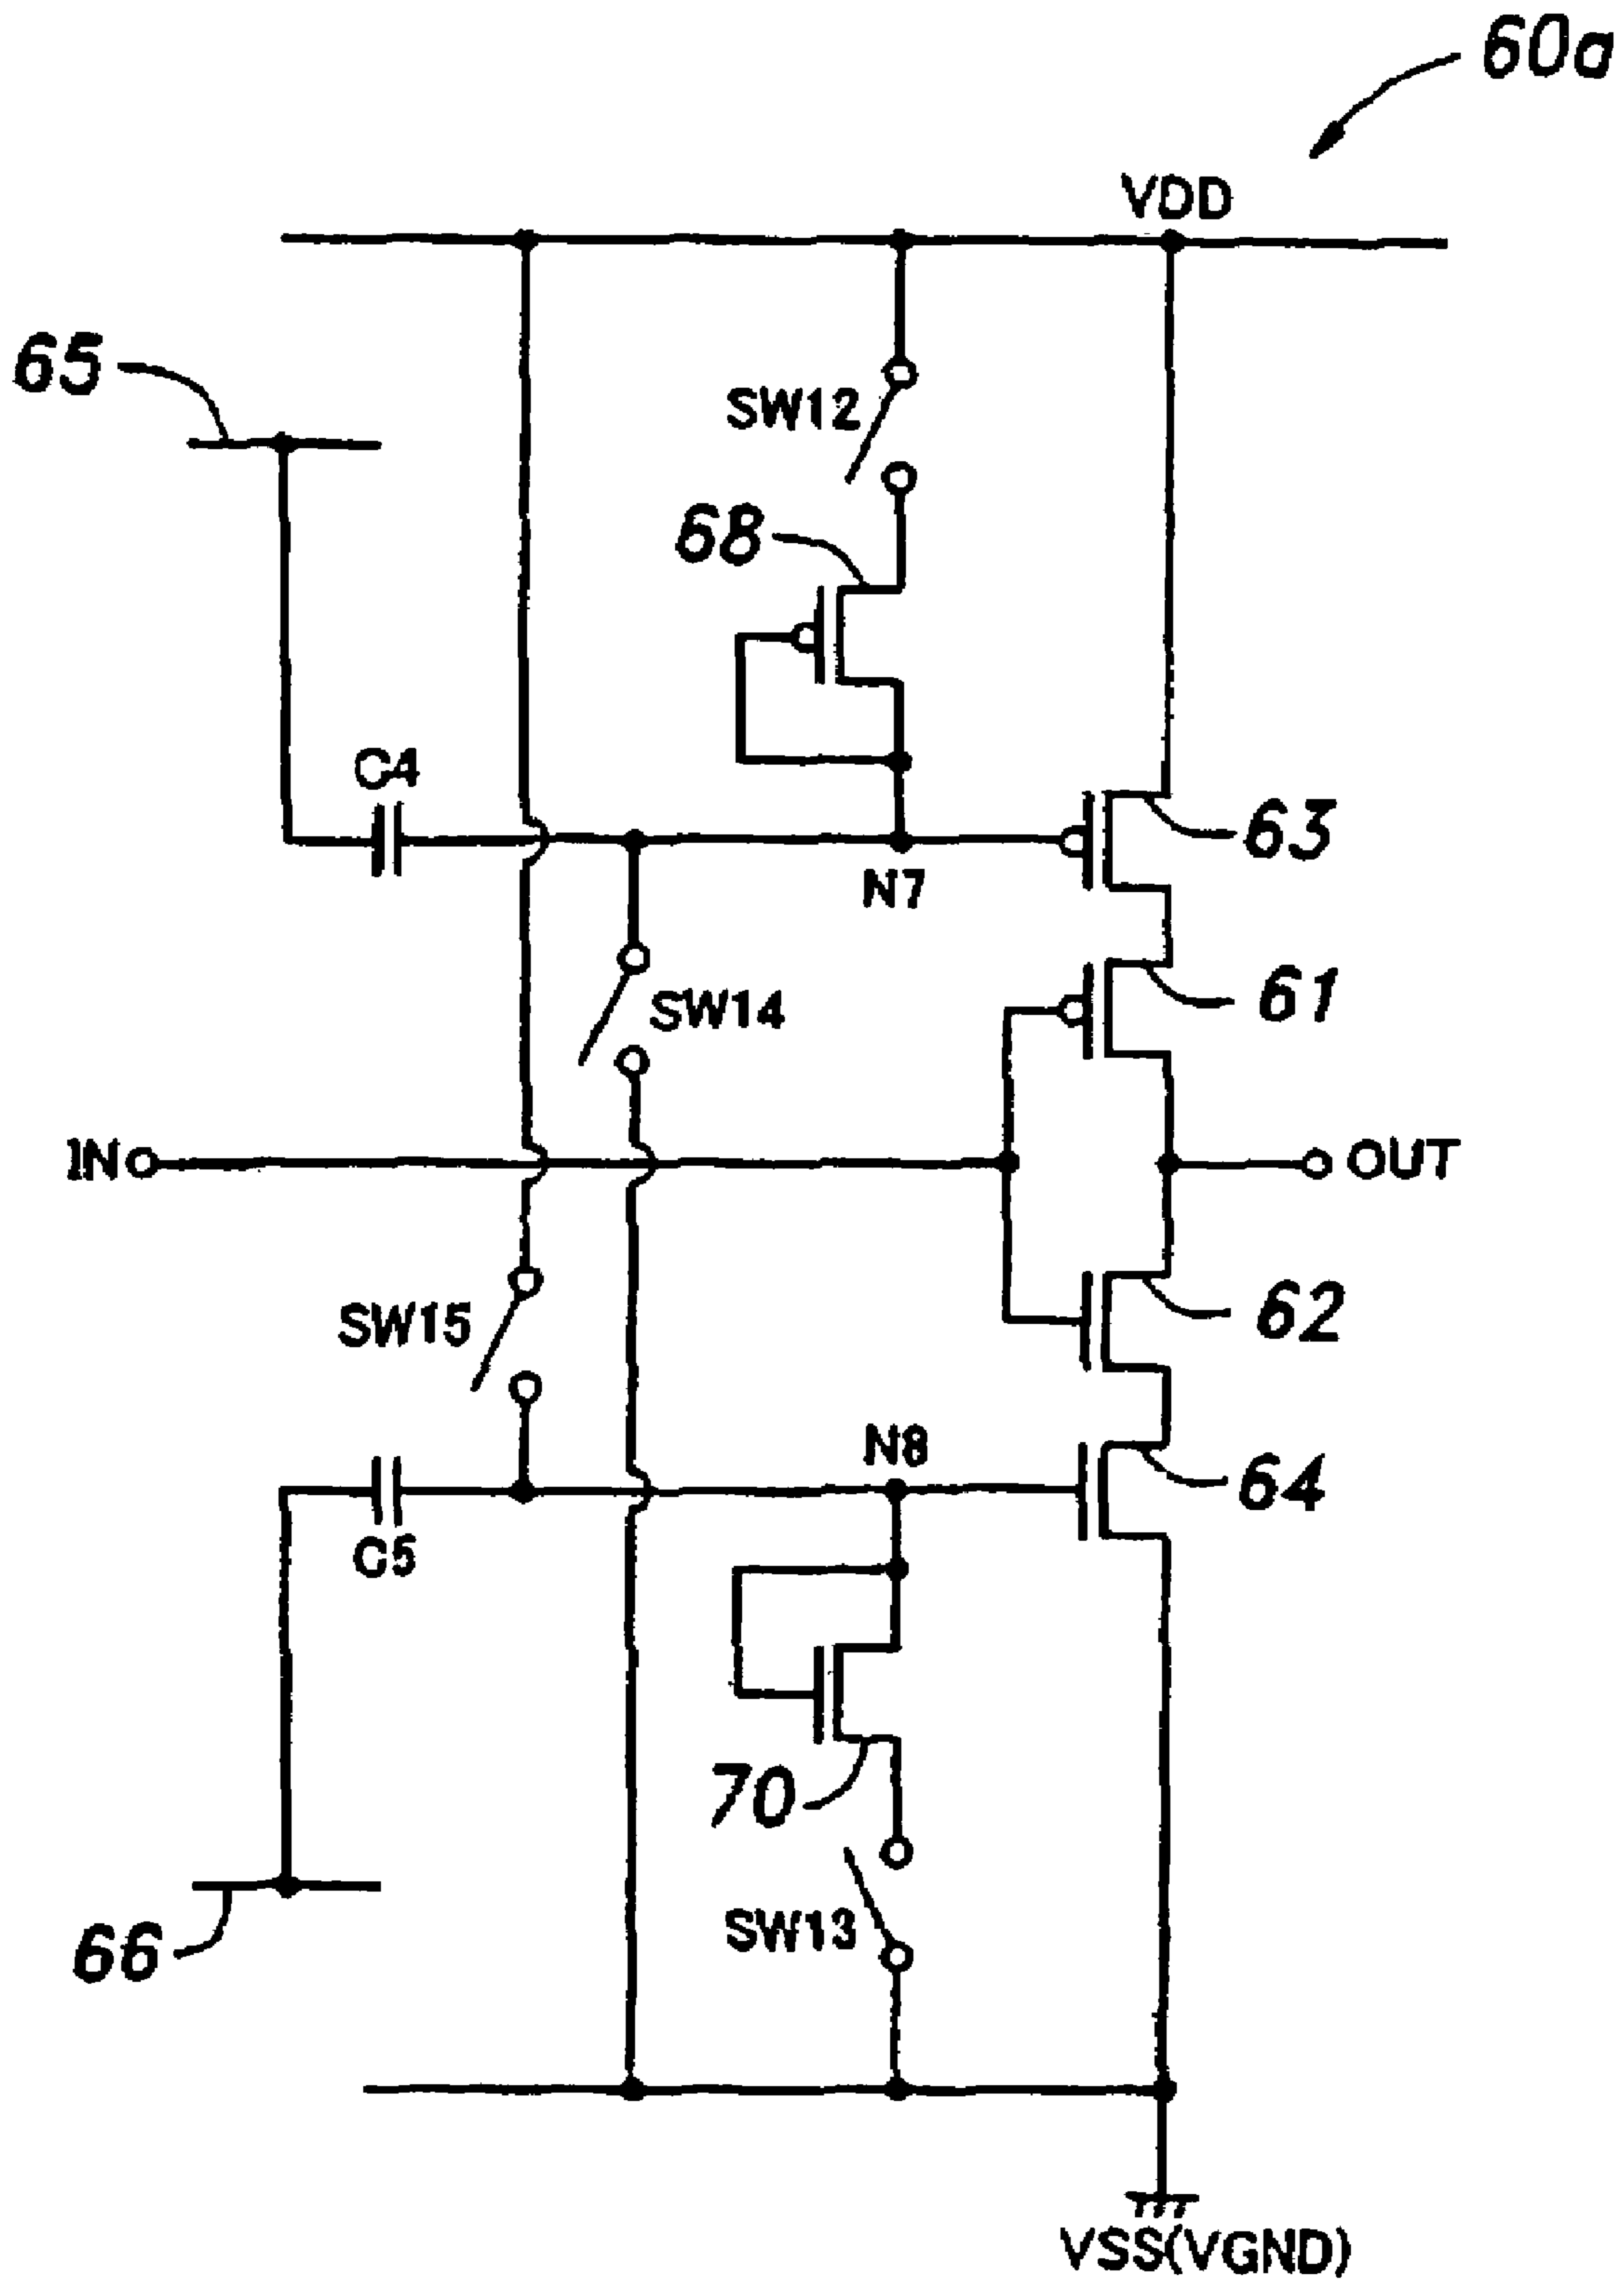 60a
VDD
65
SW12
68
C4
63
N7
61
SW14
IN
OUT
SW15
62
N8
64
C5
70
66
SW13
VSS(VGND)